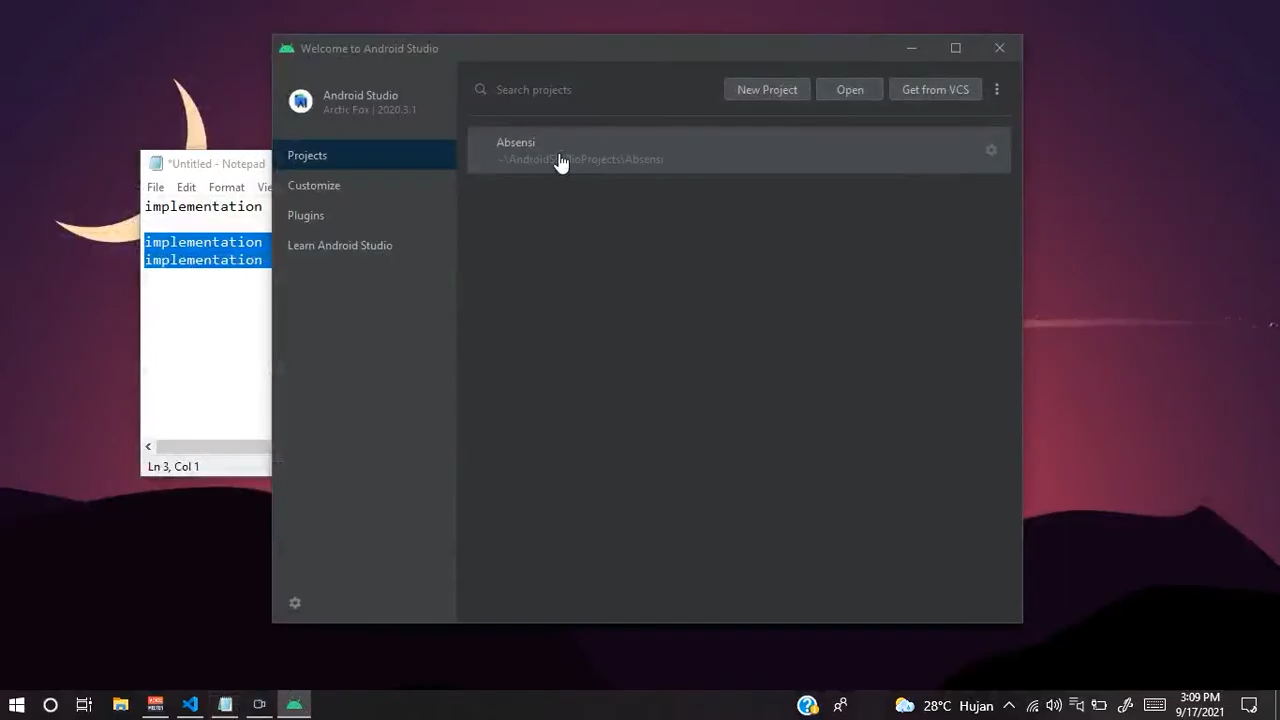 Welcome to Android Studio
Android Studio
Arctic Fox | 2020.3.1
Search projects
New Project
Open
Get from VCS
Projects
Customize
Plugins
Learn Android Studio
Absensi
~\AndroidStudioProjects\Absensi
*Untitled - Notepad
File Edit Format
implementation
implementation
implementation
Ln 3, Col 1
28°C Hujan
3:09 PM
9/17/2021